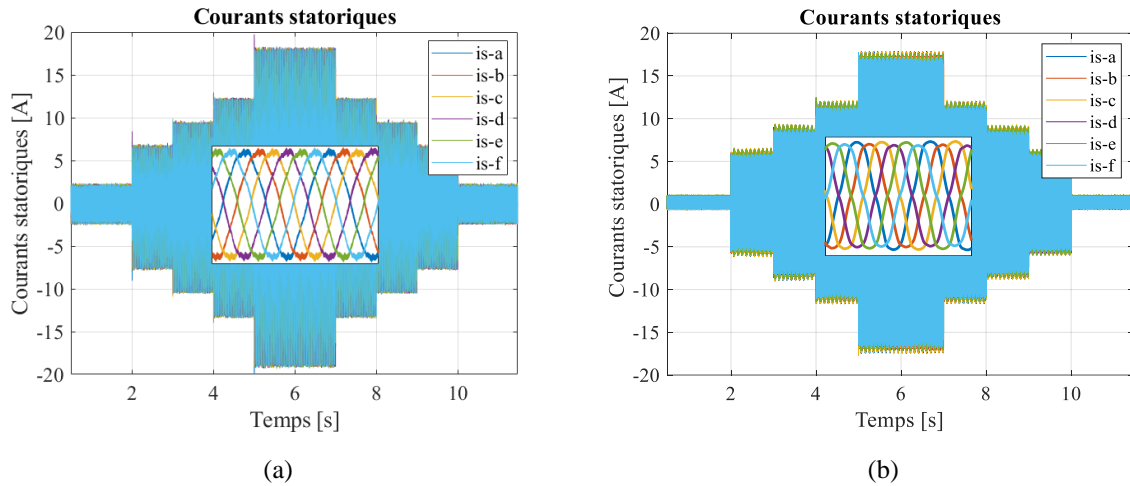 Courants statoriques
Courants statoriques [A]
20
15
10
5
0
-5
-10
-15
-20
2
4
6
8
10
Temps [s]
is-a
is-b
is-c
is-d
is-e
is-f
(a)
Courants statoriques
Courants statoriques [A]
20
15
10
5
0
-5
-10
-15
20
2
4
6
8
10
Temps [s]
is-a
is-b
is-c
is-d
is-e
is-f
(b)